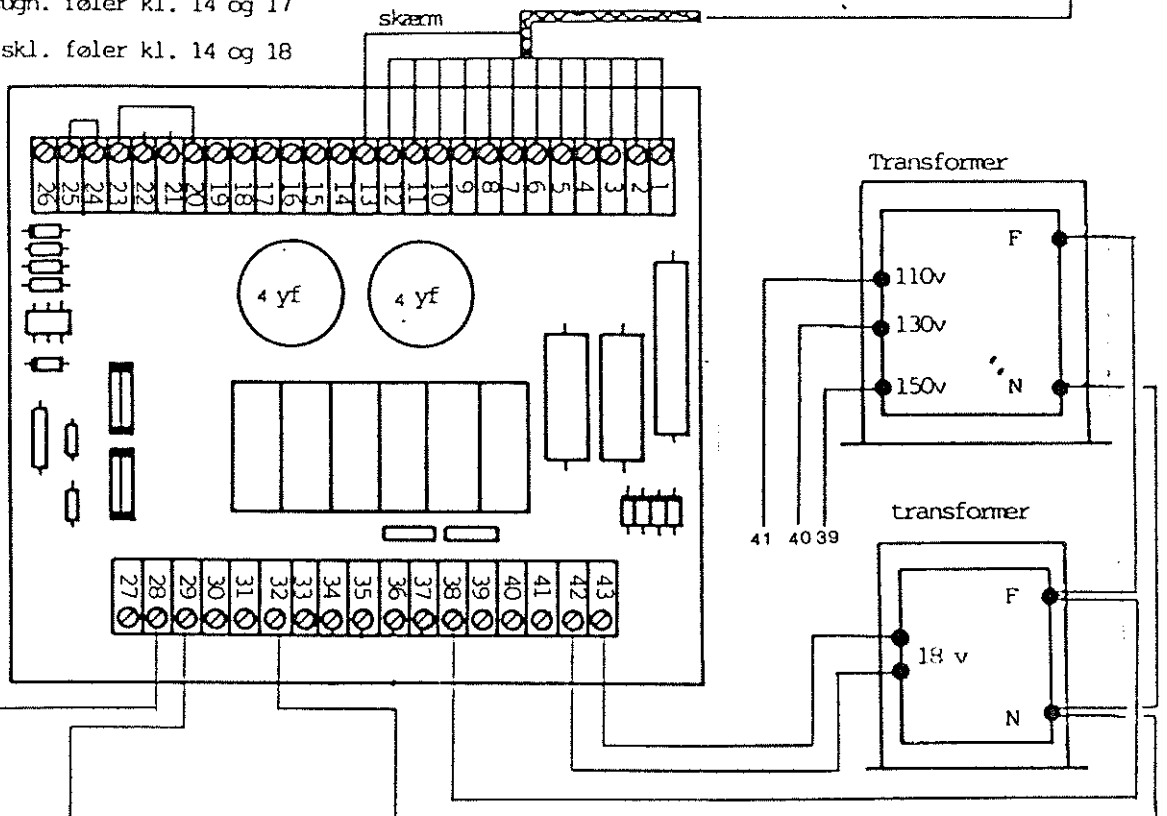 føler kl. 14 og 17
skl. føler kl. 14 og 18
skærm
26 25 24 23 22 21 20 19 18 17 16 15 14 13 12 11 10 9 8 7 6 5 4 3 2 1
4 yf
4 yf
Transformer
F
110v
130v
150v
N
41 40 39
transformer
F
18 v
N
27 28 29 30 31 32 33 34 35 36 37 38 39 40 41 42 43